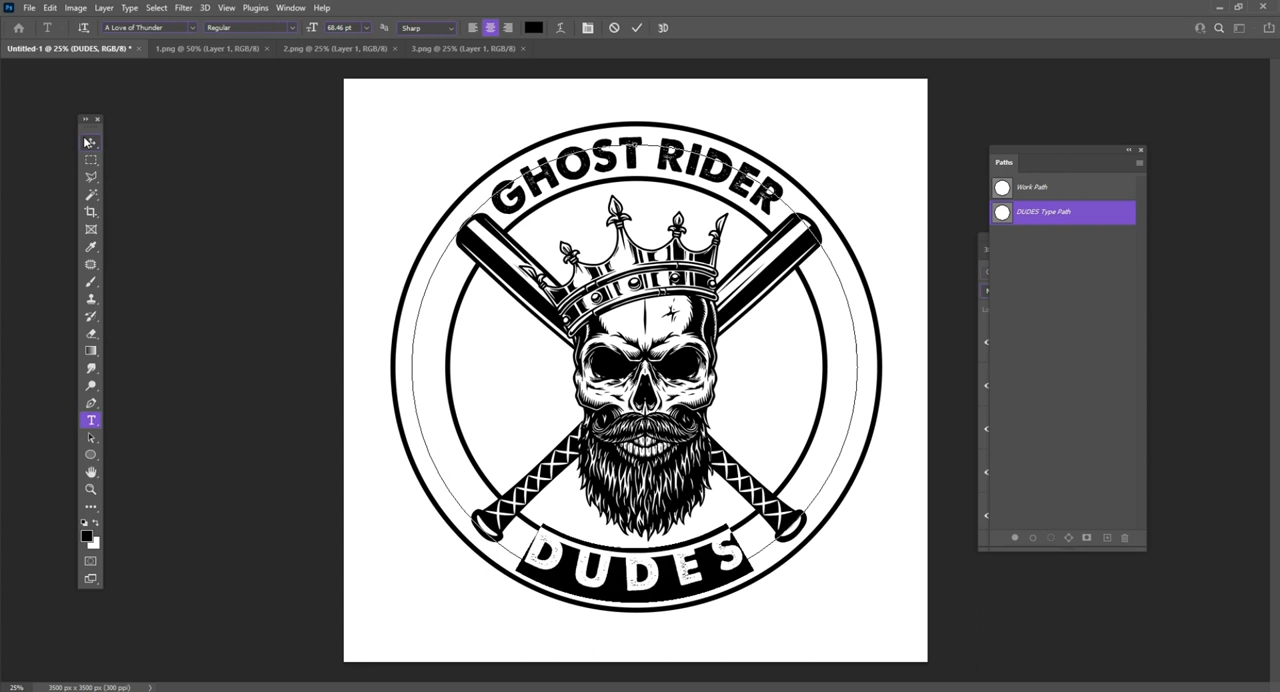 Ps File Edit Image Layer Type Select Filter 3D View Plugins Window Help
T A Love of Thunder Regular 68.46 pt Sharp 3D
Untitled-1 @ 25% (DUDES, RGB/8) * × 1.png @ 50% (Layer 1, RGB/8) × 2.png @ 25% (Layer 1, RGB/8) × 3.png @ 25% (Layer 1, RGB/8) ×
GHOST RIDER
Paths
Work Path
DUDES Type Path
DUDES
25% 3500 px x 3500 px (300 ppi)